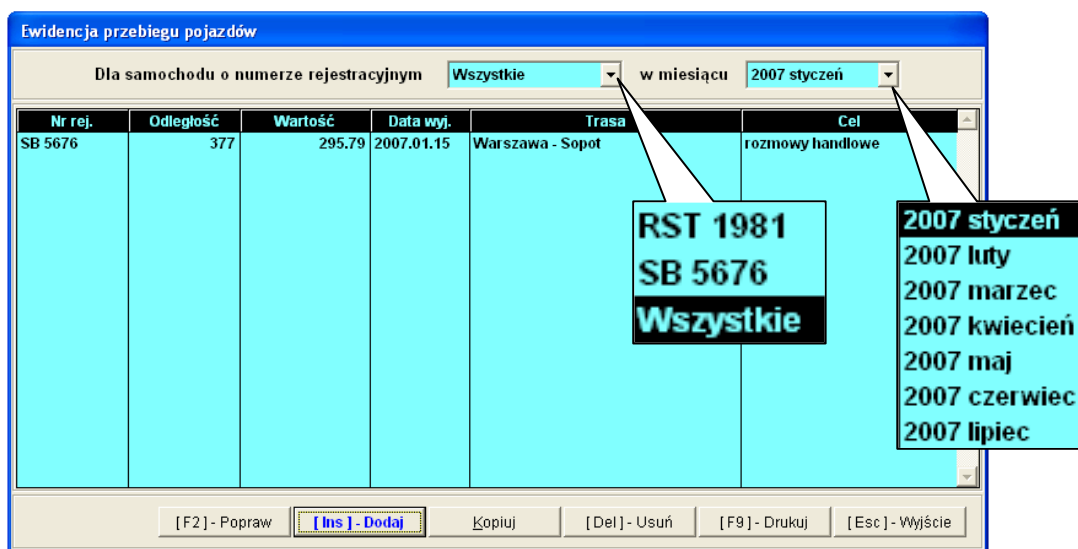 Ewidencja przebiegu pojazdów
Dla samochodu o numerze rejestracyjnym Wszystkie w miesiącu 2007 styczeń
Nr rej. Odległość Wartość Data wyj. Trasa Cel
SB 5676 377 295.79 2007.01.15 Warszawa - Sopot rozmowy handlowe
RST 1981
SB 5676
Wszystkie
2007 styczeń
2007 luty
2007 marzec
2007 kwiecień
2007 maj
2007 czerwiec
2007 lipiec
[ F2 ] - Popraw [ Ins ] - Dodaj Kopiuj [ Del ] - Usuń [ F9 ] - Drukuj [ Esc ] - Wyjście